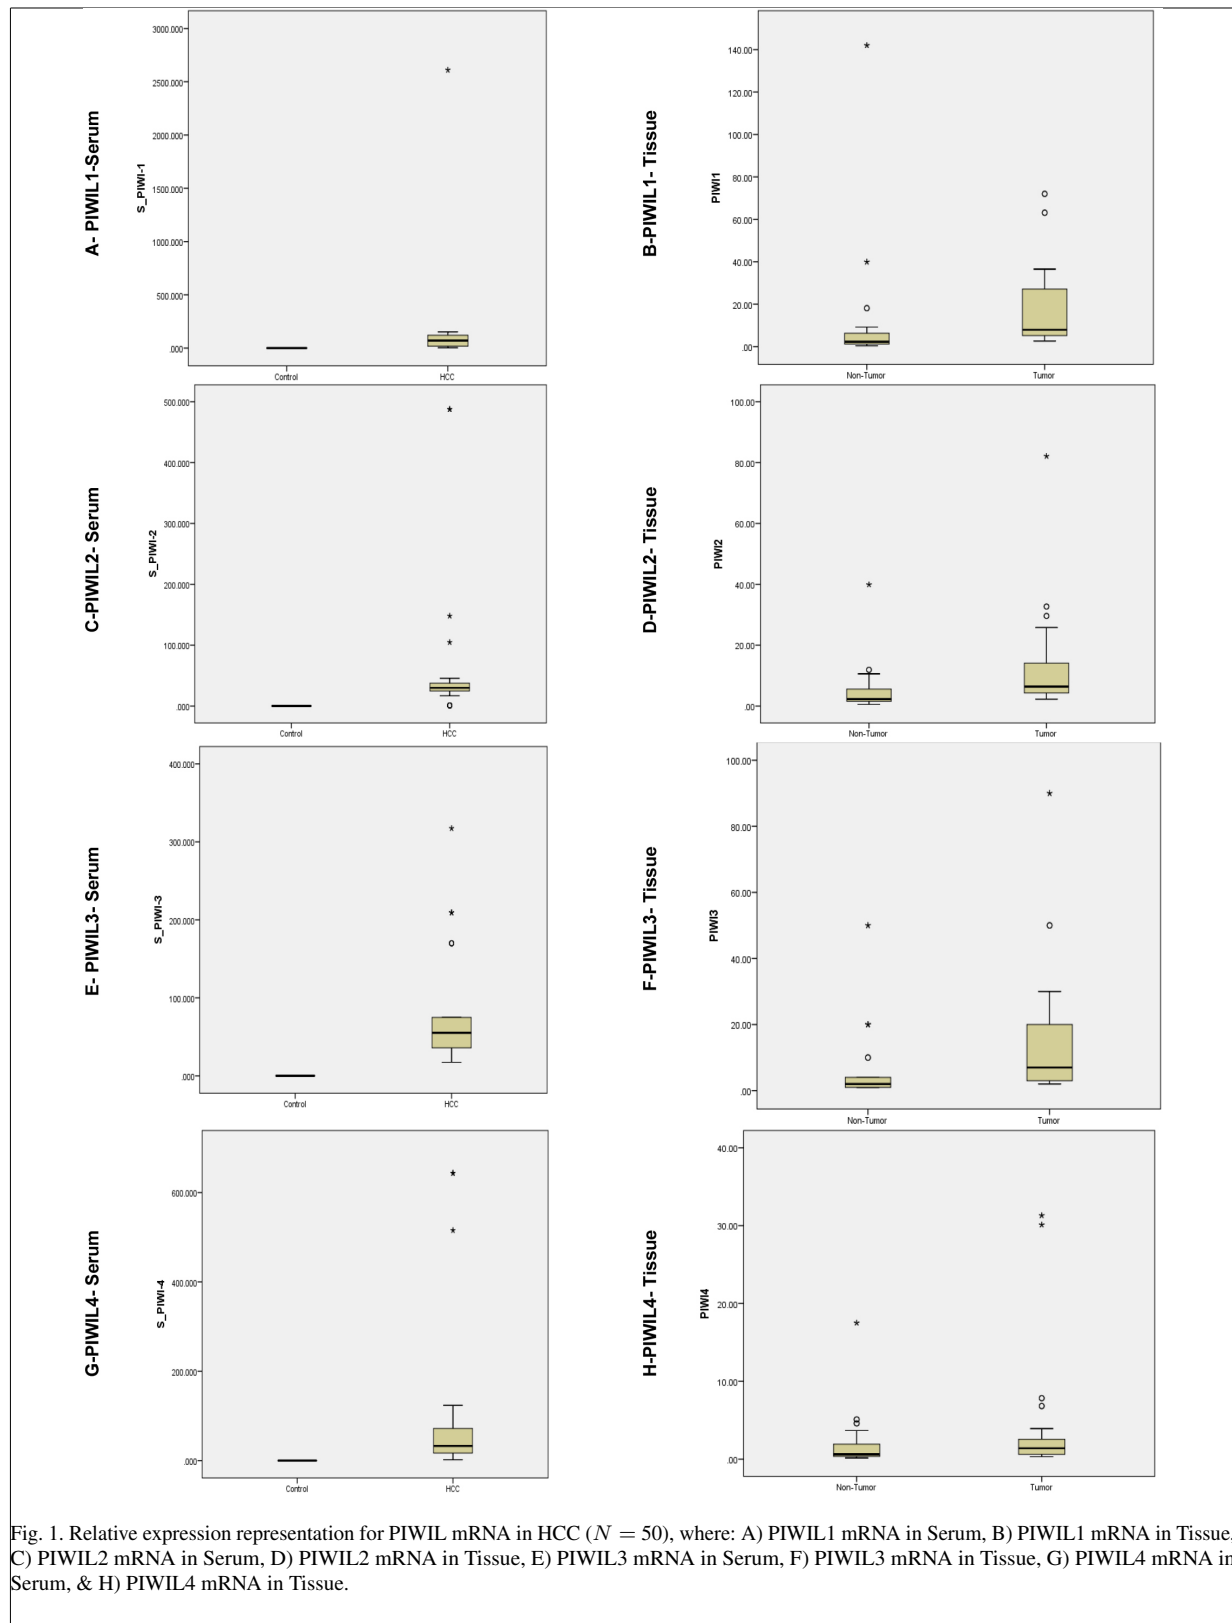 A- PIWIL1-Serum
S_PIWI-1
3000.000
2500.000
2000.000
1500.000
1000.000
500.000
.000
Control
HCC
B-PIWIL1- Tissue
PIWI1
140.00
120.00
100.00
80.00
60.00
40.00
20.00
.00
Non-Tumor
Tumor
C-PIWIL2- Serum
S_PIWI-2
500.000
400.000
300.000
200.000
100.000
.000
Control
HCC
D-PIWIL2- Tissue
PIWI2
100.00
80.00
60.00
40.00
20.00
.00
Non-Tumor
Tumor
E- PIWIL3- Serum
S_PIWI-3
400.000
300.000
200.000
100.000
.000
Control
HCC
F-PIWIL3- Tissue
PIWI3
100.00
80.00
60.00
40.00
20.00
.00
Non-Tumor
Tumor
G-PIWIL4- Serum
S_PIWI-4
600.000
400.000
200.000
.000
Control
HCC
H-PIWIL4- Tissue
PIWI4
40.00
30.00
20.00
10.00
.00
Non-Tumor
Tumor
Fig. 1. Relative expression representation for PIWIL mRNA in HCC (N = 50), where: A) PIWIL1 mRNA in Serum, B) PIWIL1 mRNA in Tissue,
C) PIWIL2 mRNA in Serum, D) PIWIL2 mRNA in Tissue, E) PIWIL3 mRNA in Serum, F) PIWIL3 mRNA in Tissue, G) PIWIL4 mRNA in
Serum, & H) PIWIL4 mRNA in Tissue.